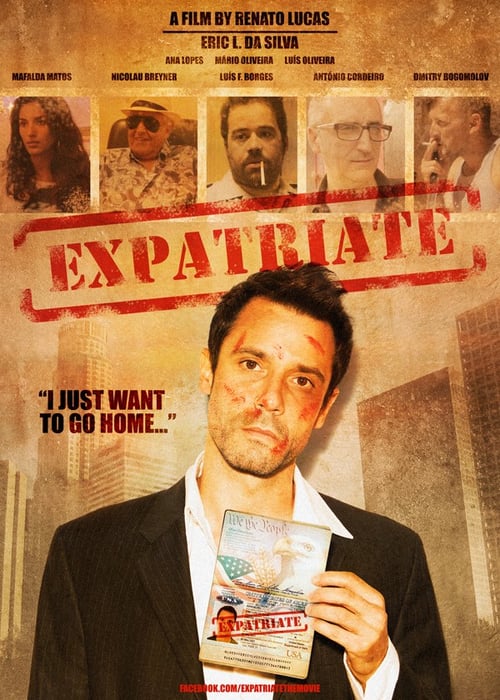 A FILM BY RENATO LUCAS
ERIC L. DA SILVA
ANA LOPES MÁRIO OLIVEIRA LUÍS OLIVEIRA
MAFALDA MATOS NICOLAU BREYNER LUÍS F. BORGES ANTÓNIO CORDEIRO DMITRY BOGOMOLOV
EXPATRIATE
"I JUST WANT
TO GO HOME..."
We the People
EXPATRIATE
USA
FACEBOOK.COM/EXPATRIATETHEMOVIE